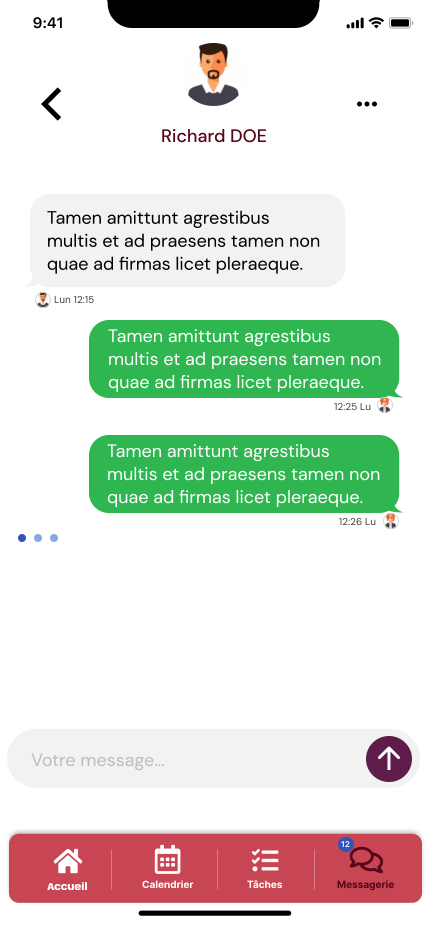 9:41
Richard DOE
Tamen amittunt agrestibus
multis et ad praesens tamen non
quae ad firmas licet pleraeque.
Lun 12:15
Tamen amittunt agrestibus
multis et ad praesens tamen non
quae ad firmas licet pleraeque.
12:25 Lu
Tamen amittunt agrestibus
multis et ad praesens tamen non
quae ad firmas licet pleraeque.
12:26 Lu
Votre message...
12
Accueil
Calendrier
Tâches
Messagerie